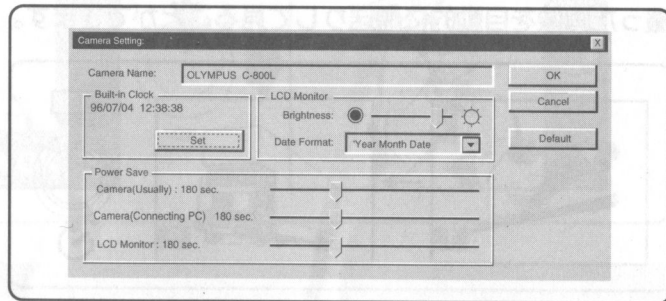 Camera Setting:
X
Camera Name: OLYMPUS C-800L
OK
Built-in Clock
96/07/04 12:38:38
Set
LCD Monitor
Brightness:
Date Format: 'Year Month Date
Cancel
Default
Power Save
Camera(Usually) : 180 sec.
Camera(Connecting PC) 180 sec.
LCD Monitor : 180 sec.